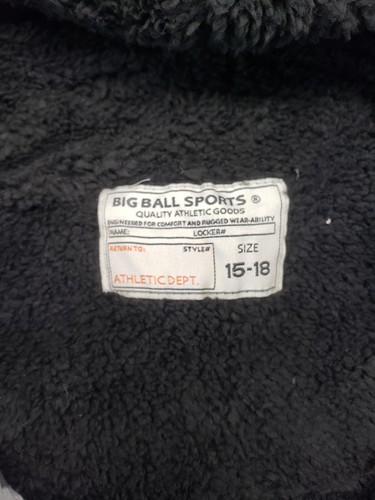 BIG BALL SPORTS ®
QUALITY ATHLETIC GOODS
ENGINEERED FOR COMFORT AND RUGGED WEAR-ABILITY
NAME: LOCKER#
RETURN TO: STYLE# SIZE
ATHLETIC DEPT. 15-18